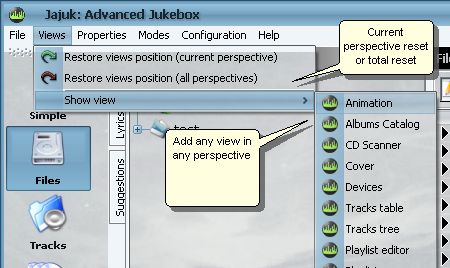 Jajuk: Advanced Jukebox
File Views Properties Modes Configuration Help
Restore views position (current perspective)
Restore views position (all perspectives)
Show view
Current
perspective reset
or total reset
Simple
Files
Tracks
Lyrics
Suggestions
test
Add any view in
any perspective
Animation
Albums Catalog
CD Scanner
Cover
Devices
Tracks table
Tracks tree
Playlist editor